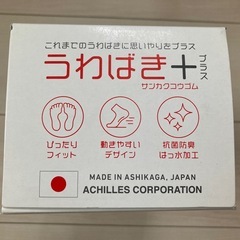 これまでのうわばきに思いやりをプラス
うわばき＋
プラス
サンカクコウゴム
ぴったり
フィット
動きやすい
デザイン
抗菌防臭
はっ水加工
MADE IN ASHIKAGA, JAPAN
ACHILLES CORPORATION